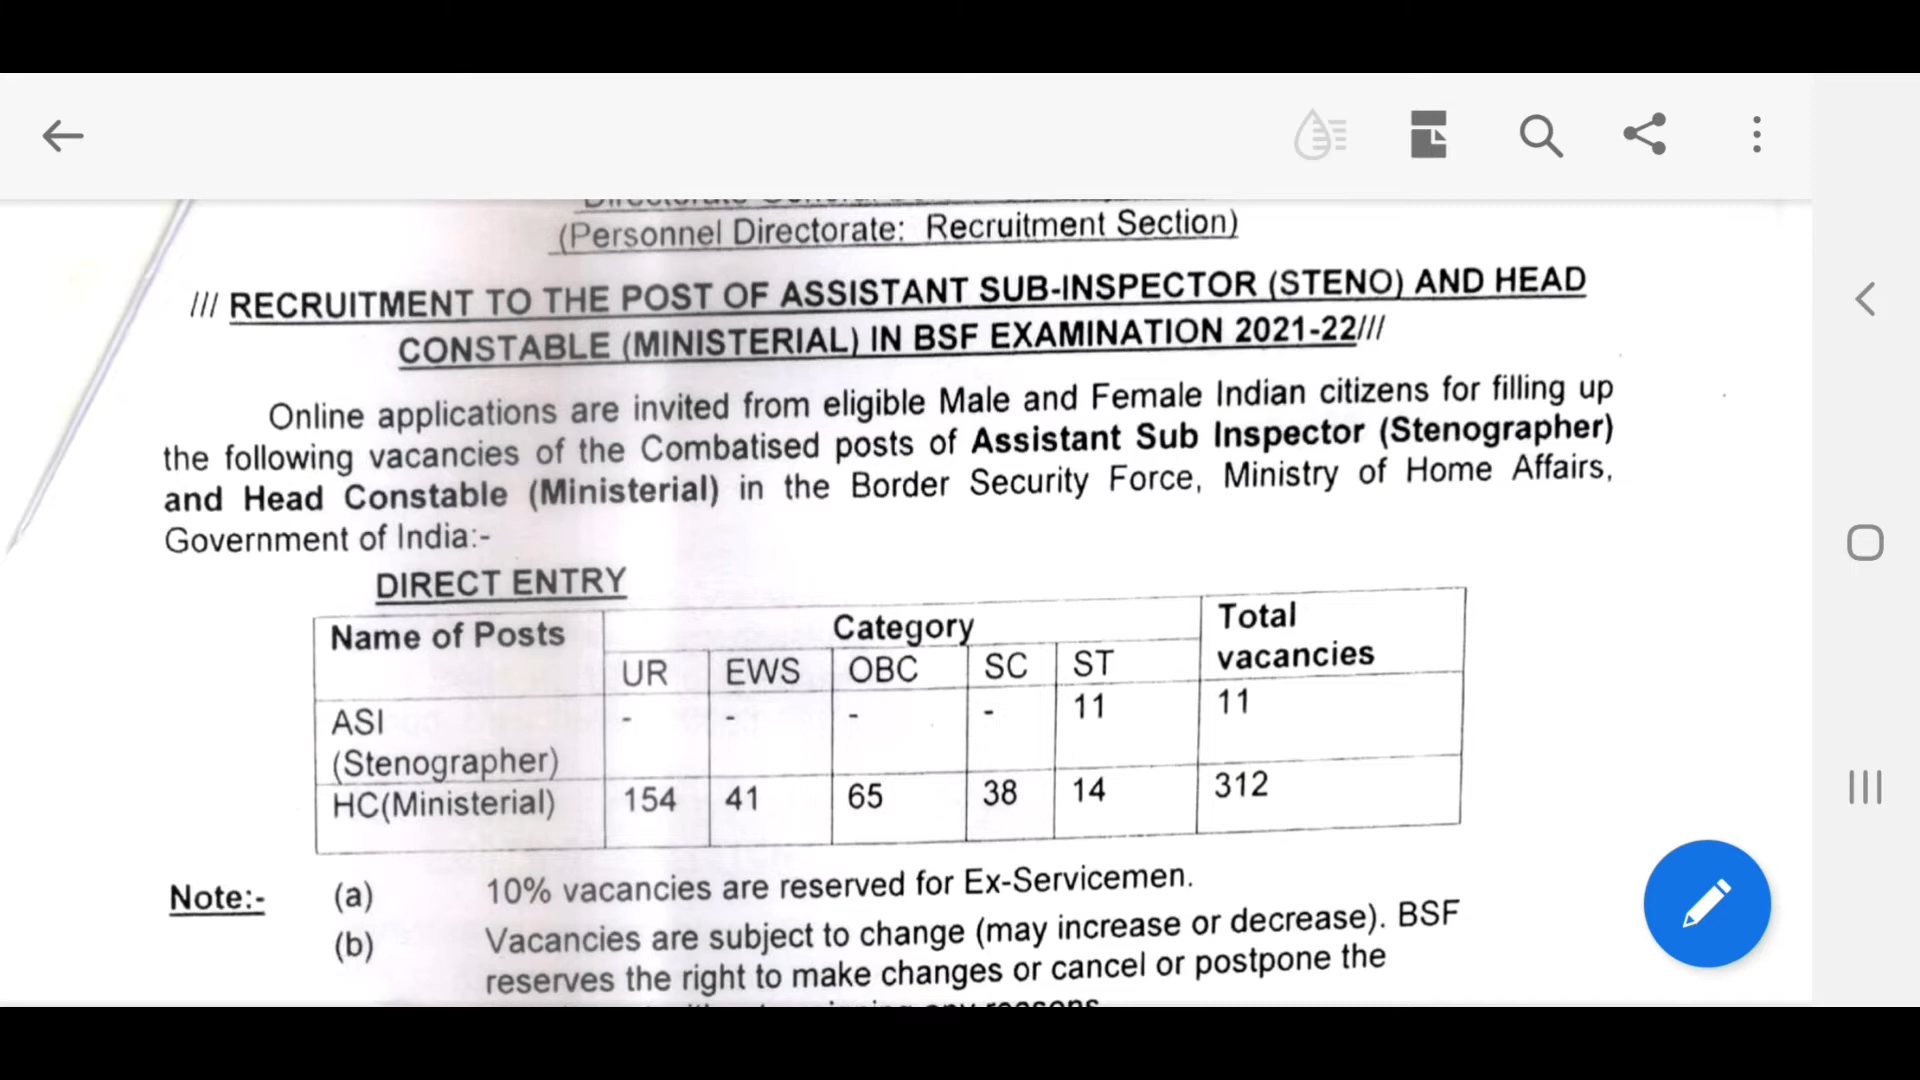 (Personnel Directorate: Recruitment Section)
/// RECRUITMENT TO THE POST OF ASSISTANT SUB-INSPECTOR (STENO) AND HEAD
CONSTABLE (MINISTERIAL) IN BSF EXAMINATION 2021-22///
Online applications are invited from eligible Male and Female Indian citizens for filling up
the following vacancies of the Combatised posts of Assistant Sub Inspector (Stenographer)
and Head Constable (Ministerial) in the Border Security Force, Ministry of Home Affairs,
Government of India:-
DIRECT ENTRY
Name of Posts Category Total vacancies
UR EWS OBC SC ST
ASI (Stenographer) - - - - 11 11
HC(Ministerial) 154 41 65 38 14 312
Note:- (a) 10% vacancies are reserved for Ex-Servicemen.
(b) Vacancies are subject to change (may increase or decrease). BSF
reserves the right to make changes or cancel or postpone the
any reasons